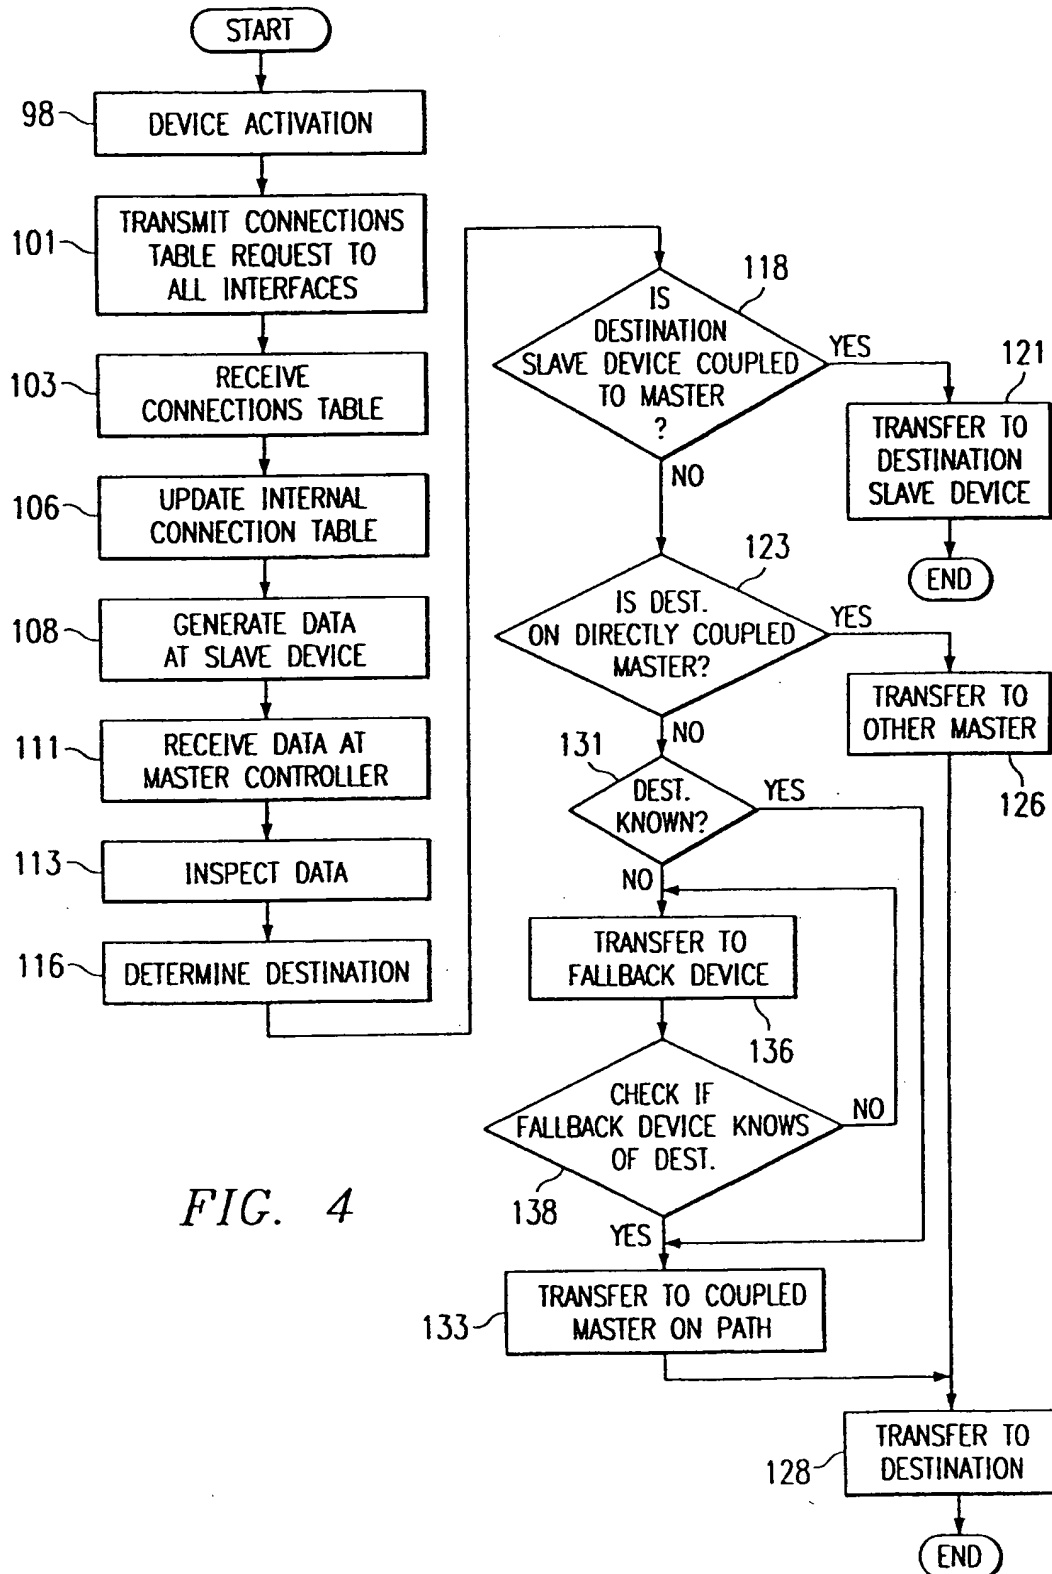 START
98
DEVICE ACTIVATION
101
TRANSMIT CONNECTIONS
TABLE REQUEST TO
ALL INTERFACES
103
RECEIVE
CONNECTIONS TABLE
106
UPDATE INTERNAL
CONNECTION TABLE
108
GENERATE DATA
AT SLAVE DEVICE
111
RECEIVE DATA AT
MASTER CONTROLLER
113
INSPECT DATA
116
DETERMINE DESTINATION
118
IS
DESTINATION
SLAVE DEVICE COUPLED
TO MASTER
?
YES
NO
121
TRANSFER TO
DESTINATION
SLAVE DEVICE
END
123
IS DEST.
ON DIRECTLY COUPLED
MASTER?
YES
NO
TRANSFER TO
OTHER MASTER
126
131
DEST.
KNOWN?
YES
NO
TRANSFER TO
FALLBACK DEVICE
136
CHECK IF
FALLBACK DEVICE KNOWS
OF DEST.
NO
138
YES
133
TRANSFER TO COUPLED
MASTER ON PATH
128
TRANSFER TO
DESTINATION
END
FIG. 4